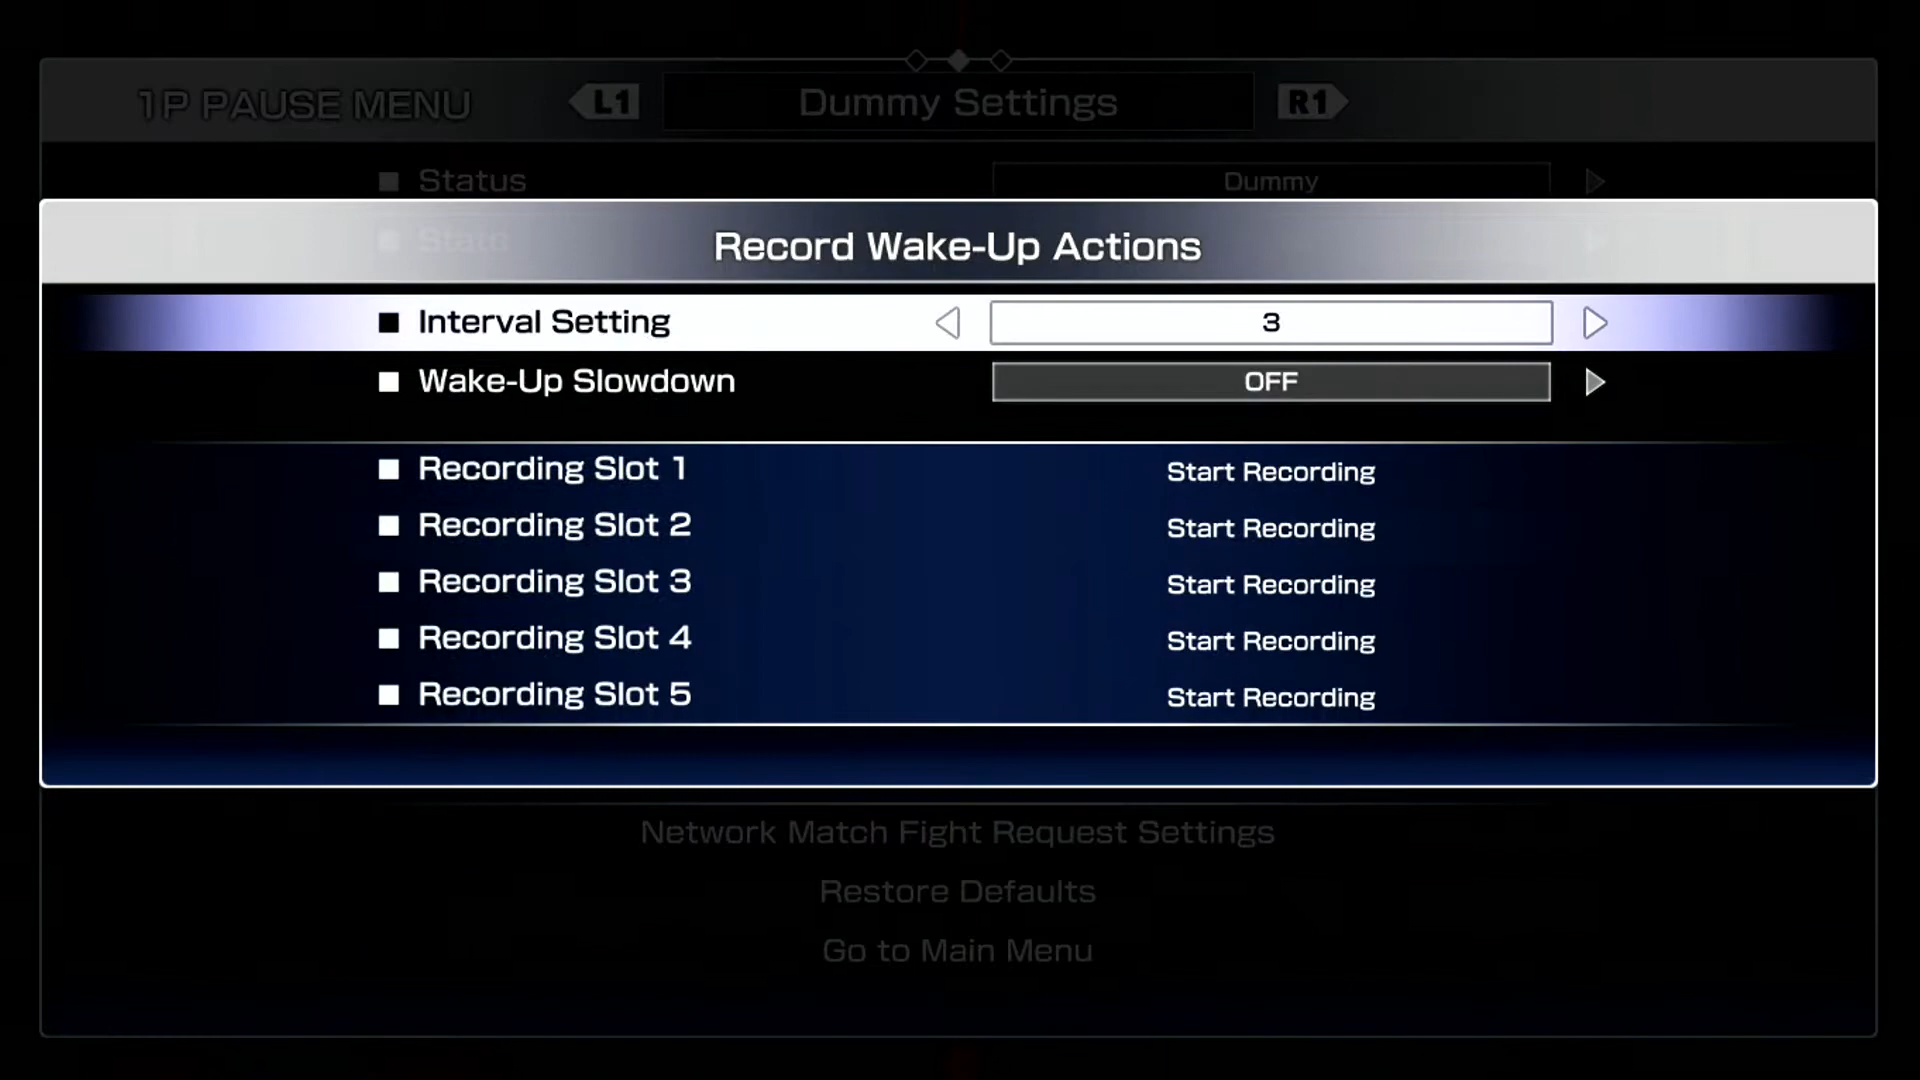 1P PAUSE MENU L1 Dummy Settings R1
Status Dummy
State
Record Wake-Up Actions
Interval Setting 3
Wake-Up Slowdown OFF
Recording Slot 1 Start Recording
Recording Slot 2 Start Recording
Recording Slot 3 Start Recording
Recording Slot 4 Start Recording
Recording Slot 5 Start Recording
Network Match Fight Request Settings
Restore Defaults
Go to Main Menu